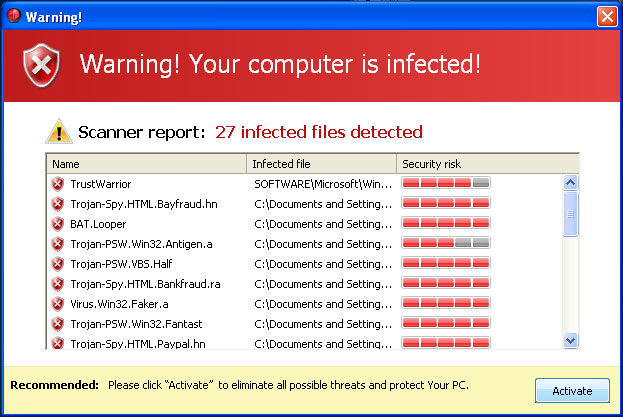 Warning!
Warning! Your computer is infected!
Scanner report: 27 infected files detected
Name Infected file Security risk
TrustWarrior SOFTWARE\Microsoft\Win...
Trojan-Spy.HTML.Bayfraud.hn C:\Documents and Setting...
BAT.Looper C:\Documents and Setting...
Trojan-PSW.Win32.Antigen.a C:\Documents and Setting...
Trojan-PSW.VBS.Half C:\Documents and Setting...
Trojan-Spy.HTML.Bankfraud.ra C:\Documents and Setting...
Virus.Win32.Faker.a C:\Documents and Setting...
Trojan-PSW.Win32.Fantast C:\Documents and Setting...
Trojan-Spy.HTML.Paypal.hn C:\Documents and Setting...
Recommended: Please click “Activate” to eliminate all possible threats and protect Your PC.
Activate